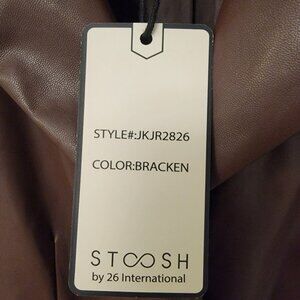 STYLE#:JKJR2826
COLOR:BRACKEN
STOOSH
by 26 International